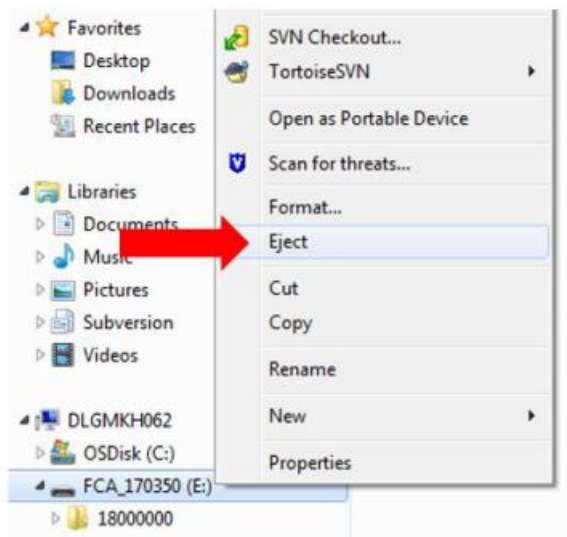 Favorites
Desktop
Downloads
Recent Places
Libraries
Documents
Music
Pictures
Subversion
Videos
DLGMKH062
OSDisk (C:)
FCA_170350 (E:)
18000000
SVN Checkout...
TortoiseSVN
Open as Portable Device
Scan for threats...
Format...
Eject
Cut
Copy
Rename
New
Properties